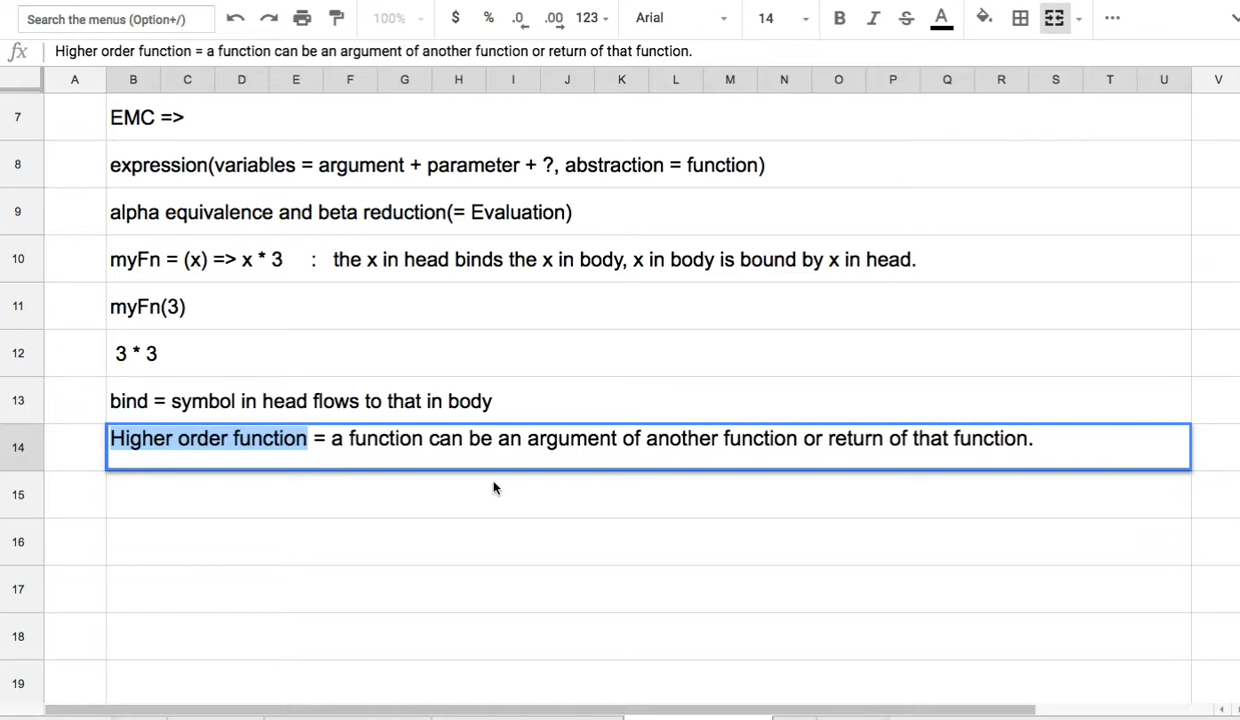 Search the menus (Option+/) 100% $ % .0 .00 123 Arial 14 B I S A
fx Higher order function = a function can be an argument of another function or return of that function.
A B C D E F G H I J K L M N O P Q R S T U V
7 EMC =>
8 expression(variables = argument + parameter + ?, abstraction = function)
9 alpha equivalence and beta reduction(= Evaluation)
10 myFn = (x) => x * 3 : the x in head binds the x in body, x in body is bound by x in head.
11 myFn(3)
12 3 * 3
13 bind = symbol in head flows to that in body
14 Higher order function = a function can be an argument of another function or return of that function.
15
16
17
18
19